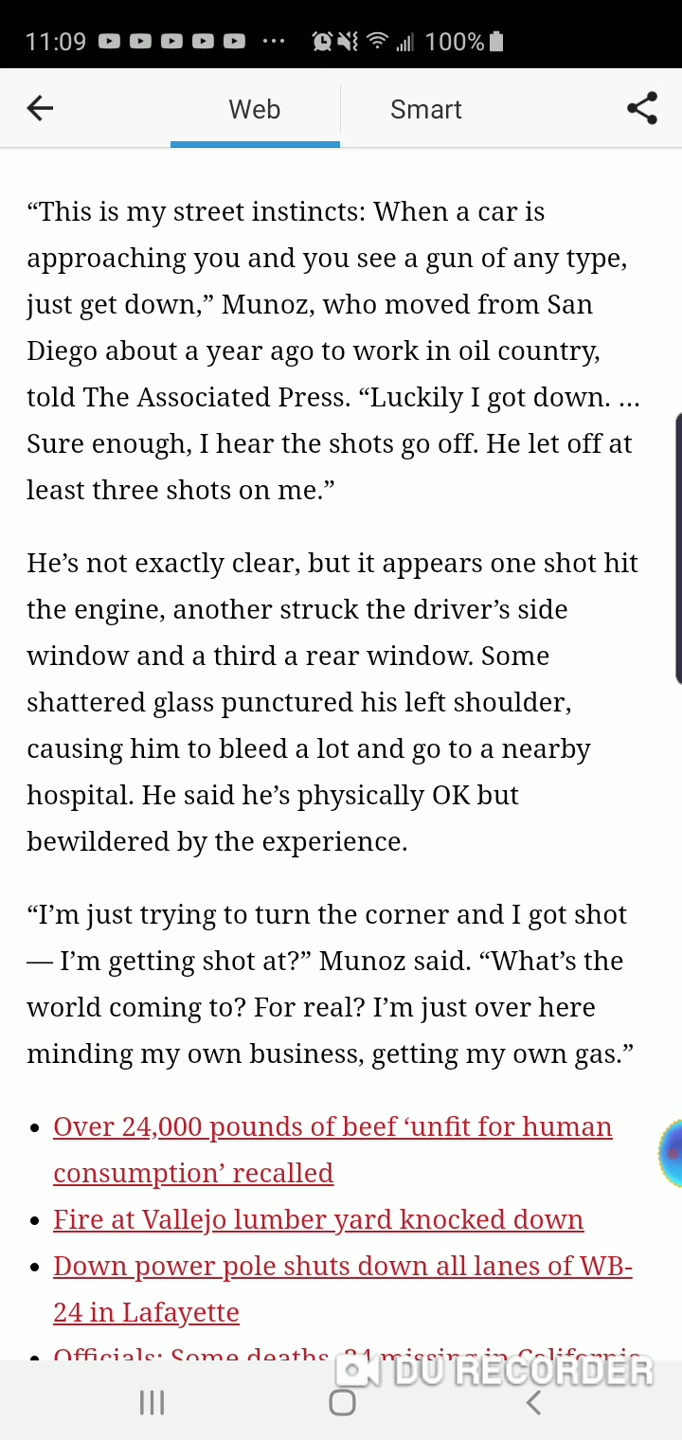 11:09 ... 100%
Web Smart
“This is my street instincts: When a car is
approaching you and you see a gun of any type,
just get down,” Munoz, who moved from San
Diego about a year ago to work in oil country,
told The Associated Press. “Luckily I got down. …
Sure enough, I hear the shots go off. He let off at
least three shots on me.”
He’s not exactly clear, but it appears one shot hit
the engine, another struck the driver’s side
window and a third a rear window. Some
shattered glass punctured his left shoulder,
causing him to bleed a lot and go to a nearby
hospital. He said he’s physically OK but
bewildered by the experience.
“I’m just trying to turn the corner and I got shot
— I’m getting shot at?” Munoz said. “What’s the
world coming to? For real? I’m just over here
minding my own business, getting my own gas.”
• Over 24,000 pounds of beef ‘unfit for human
consumption’ recalled
• Fire at Vallejo lumber yard knocked down
• Down power pole shuts down all lanes of WB-
24 in Lafayette
• Officials: Some deaths, 34 missing in California
DU RECORDER